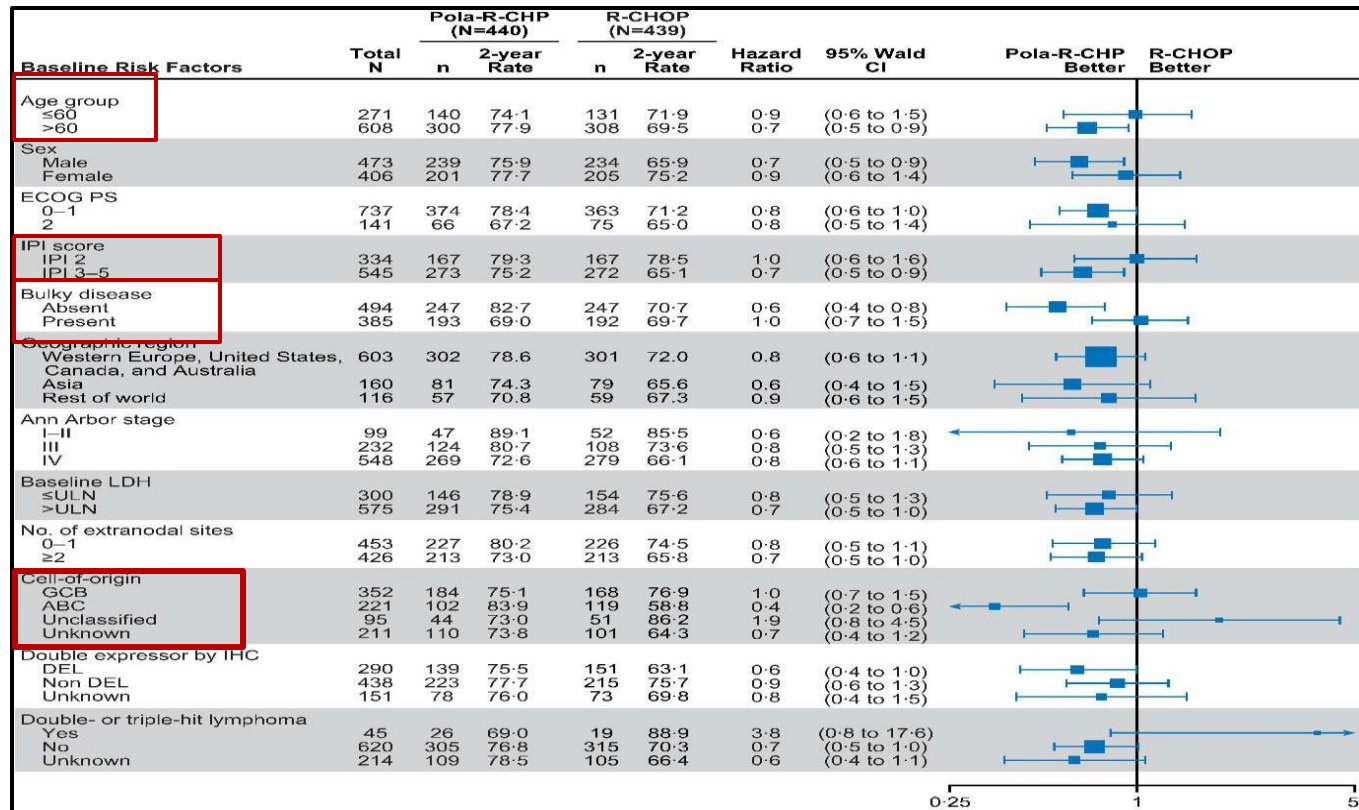 Pola-R-CHP (N=440) R-CHOP (N=439)
Baseline Risk Factors Total N n 2-year Rate n 2-year Rate Hazard Ratio 95% Wald CI Pola-R-CHP Better R-CHOP Better
Age group
≤60 271 140 74·1 131 71·9 0·9 (0·6 to 1·5)
>60 608 300 77·9 308 69·5 0·7 (0·5 to 0·9)
Sex
Male 473 239 75·9 234 65·9 0·7 (0·5 to 0·9)
Female 406 201 77·7 205 75·2 0·9 (0·6 to 1·4)
ECOG PS
0–1 737 374 78·4 363 71·2 0·8 (0·6 to 1·0)
2 141 66 67·2 75 65·0 0·8 (0·5 to 1·4)
IPI score
IPI 2 334 167 79·3 167 78·5 1·0 (0·6 to 1·6)
IPI 3–5 545 273 75·2 272 65·1 0·7 (0·5 to 0·9)
Bulky disease
Absent 494 247 82·7 247 70·7 0·6 (0·4 to 0·8)
Present 385 193 69·0 192 69·7 1·0 (0·7 to 1·5)
Geographic region
Western Europe, United States, 603 302 78·6 301 72·0 0·8 (0·6 to 1·1)
Canada, and Australia
Asia 160 81 74·3 79 65·6 0·6 (0·4 to 1·5)
Rest of world 116 57 70·8 59 67·3 0·9 (0·6 to 1·5)
Ann Arbor stage
I–II 99 47 89·1 52 85·5 0·6 (0·2 to 1·8)
III 232 124 80·7 108 73·6 0·8 (0·5 to 1·3)
IV 548 269 72·6 279 66·1 0·8 (0·6 to 1·1)
Baseline LDH
≤ULN 300 146 78·9 154 75·6 0·8 (0·5 to 1·3)
>ULN 575 291 75·4 284 67·2 0·7 (0·5 to 1·0)
No. of extranodal sites
0–1 453 227 80·2 226 74·5 0·8 (0·5 to 1·1)
≥2 426 213 73·0 213 65·8 0·7 (0·5 to 1·0)
Cell-of-origin
GCB 352 184 75·1 168 76·9 1·0 (0·7 to 1·5)
ABC 221 102 83·9 119 58·8 0·4 (0·2 to 0·6)
Unclassified 95 44 73·0 51 86·2 1·9 (0·8 to 4·5)
Unknown 211 110 73·8 101 64·3 0·7 (0·4 to 1·2)
Double expressor by IHC
DEL 290 139 75·5 151 63·1 0·6 (0·4 to 1·0)
Non DEL 438 223 77·7 215 75·7 0·9 (0·6 to 1·3)
Unknown 151 78 76·0 73 69·8 0·8 (0·4 to 1·5)
Double- or triple-hit lymphoma
Yes 45 26 69·0 19 88·9 3·8 (0·8 to 17·6)
No 620 305 76·8 315 70·3 0·7 (0·5 to 1·0)
Unknown 214 109 78·5 105 66·4 0·6 (0·4 to 1·1)
0·25 1 5